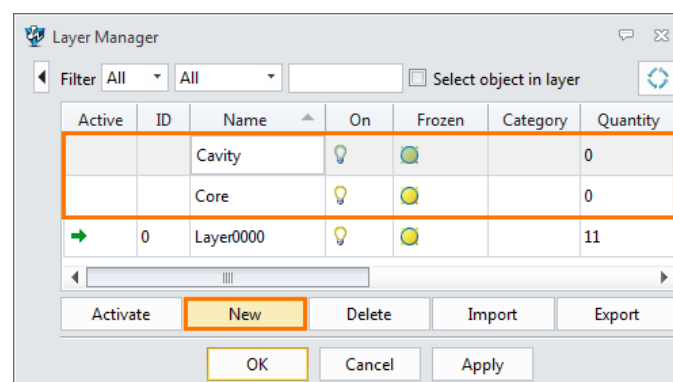 Layer Manager
Filter All All Select object in layer
Active ID Name On Frozen Category Quantity
Cavity 0
Core 0
0 Layer0000 11
Activate New Delete Import Export
OK Cancel Apply